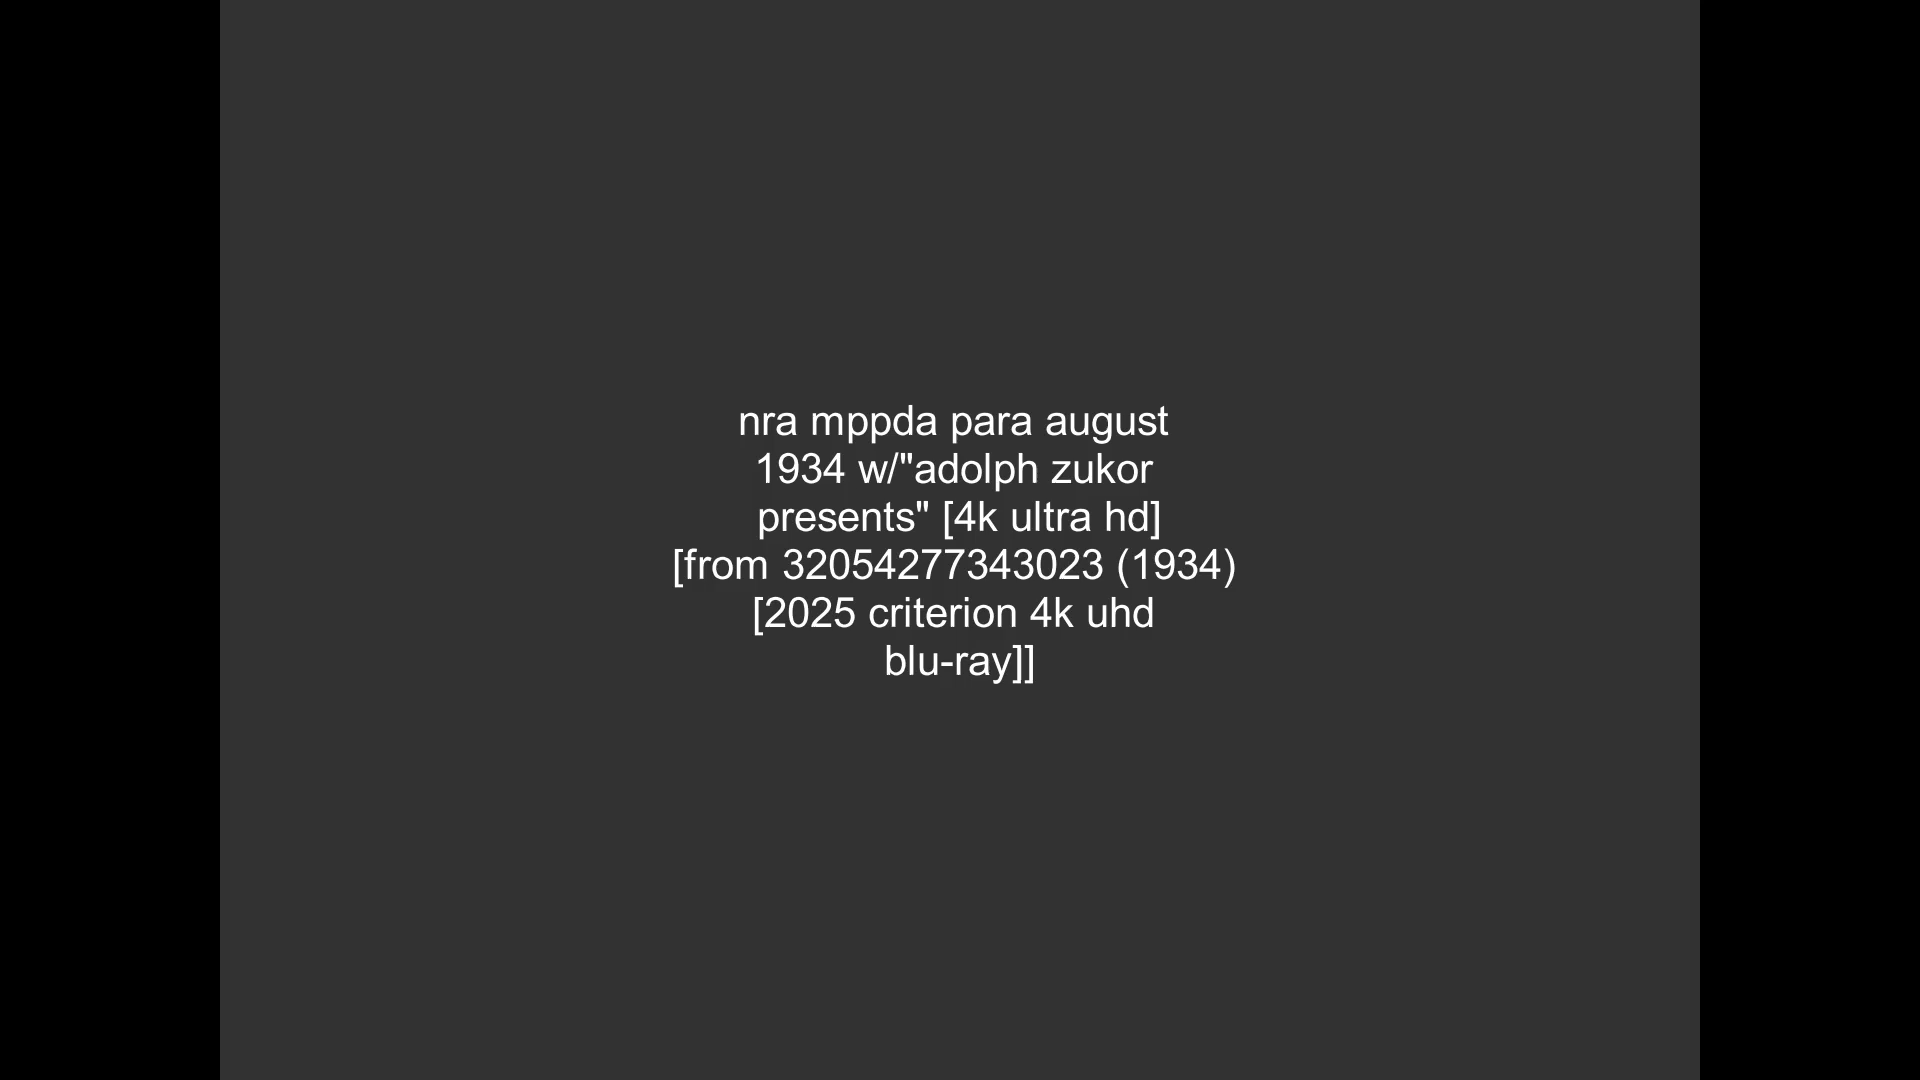 nra mppda para august
1934 w/"adolph zukor
presents" [4k ultra hd]
[from 32054277343023 (1934)
[2025 criterion 4k uhd
blu-ray]]